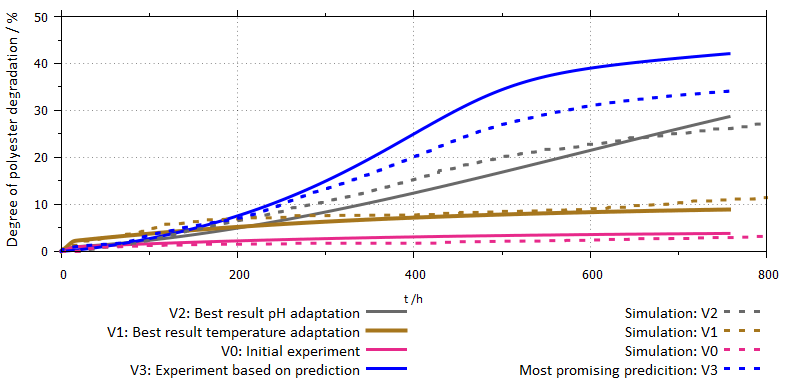 Degree of polyester degradation / %
50
40
30
20
10
0
0 200 400 600 800
t /h
V2: Best result pH adaptation
V1: Best result temperature adaptation
V0: Initial experiment
V3: Experiment based on prediction
Simulation: V2
Simulation: V1
Simulation: V0
Most promising predicition: V3